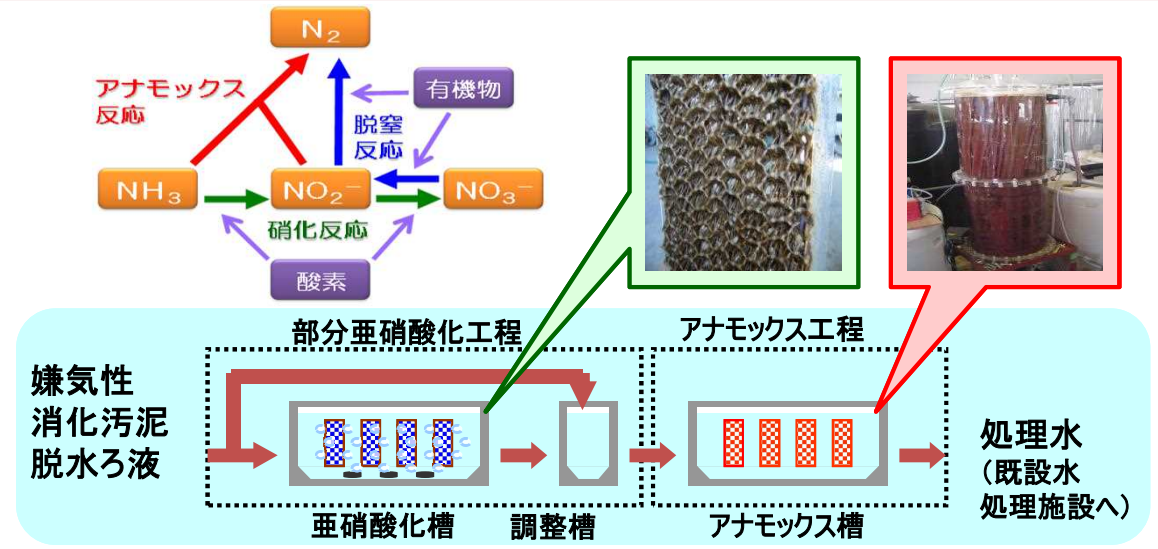 N₂
アナモックス
反応
有機物
脱窒
反応
NH₃
NO₂⁻
NO₃⁻
硝化反応
酸素
部分亜硝酸化工程
アナモックス工程
嫌気性
消化汚泥
脱水ろ液
処理水
(既設水
処理施設へ)
亜硝酸化槽
調整槽
アナモックス槽